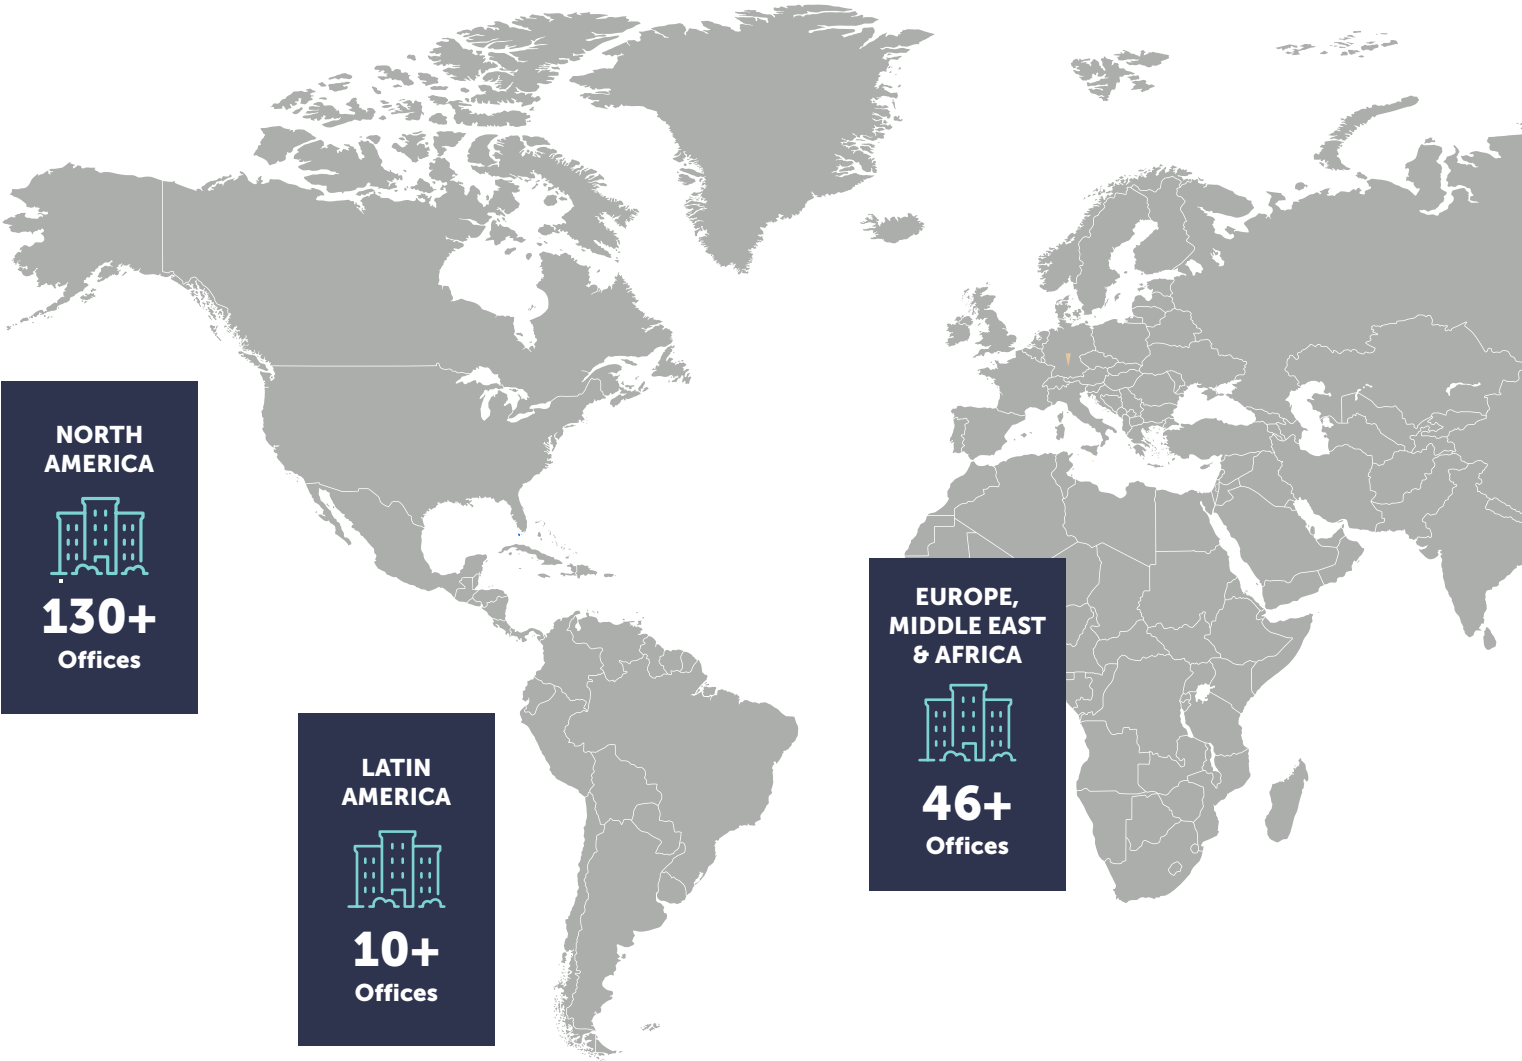 NORTH
AMERICA
130+
Offices
LATIN
AMERICA
10+
Offices
EUROPE,
MIDDLE EAST
& AFRICA
46+
Offices